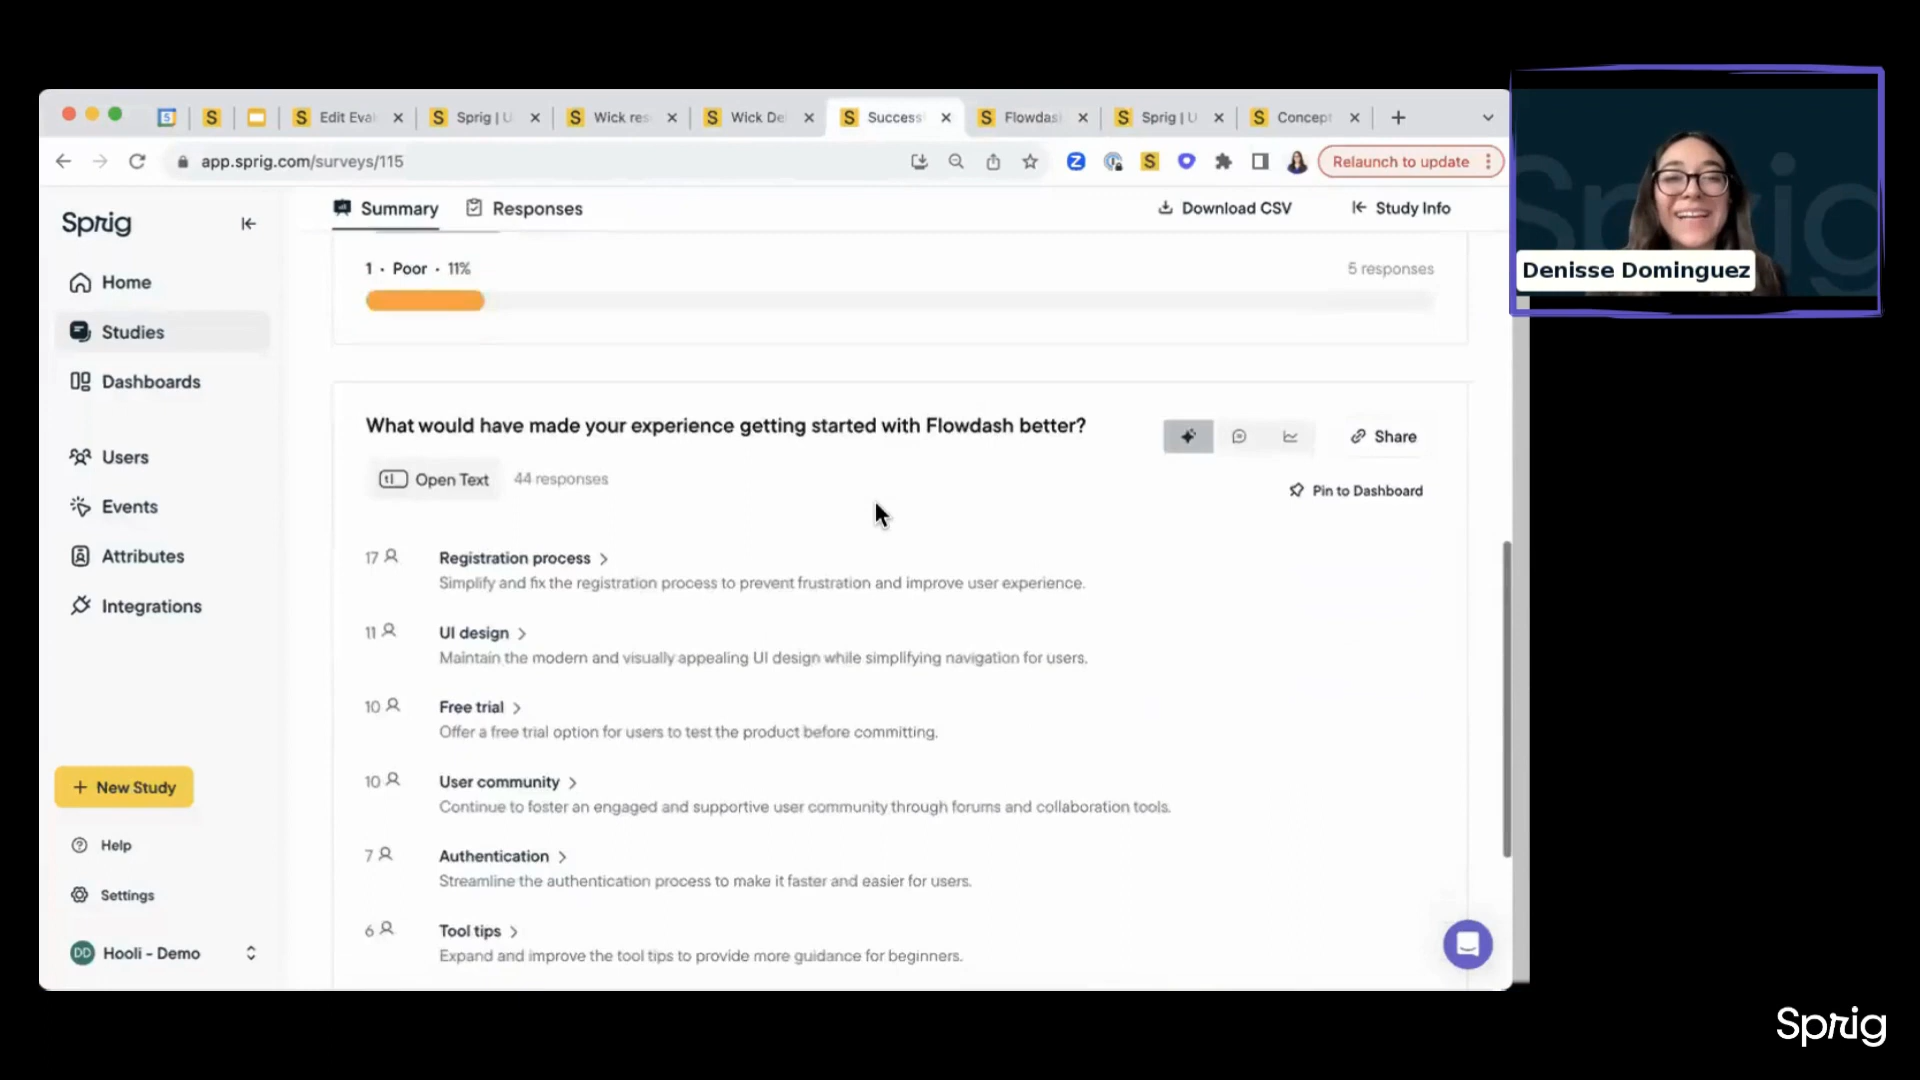 Edit Eva
Sprig | U
Wick res
Wick De
Success
Flowdas
Sprig | U
Concept
app.sprig.com/surveys/115
Relaunch to update
Sprig
Home
Studies
Dashboards
Users
Events
Attributes
Integrations
+ New Study
Help
Settings
DD Hooli - Demo
Summary
Responses
Download CSV
Study Info
1 · Poor · 11%
5 responses
What would have made your experience getting started with Flowdash better?
Share
Open Text
44 responses
Pin to Dashboard
17 Registration process >
Simplify and fix the registration process to prevent frustration and improve user experience.
11 UI design >
Maintain the modern and visually appealing UI design while simplifying navigation for users.
10 Free trial >
Offer a free trial option for users to test the product before committing.
10 User community >
Continue to foster an engaged and supportive user community through forums and collaboration tools.
7 Authentication >
Streamline the authentication process to make it faster and easier for users.
6 Tool tips >
Expand and improve the tool tips to provide more guidance for beginners.
Denisse Dominguez
Sprig